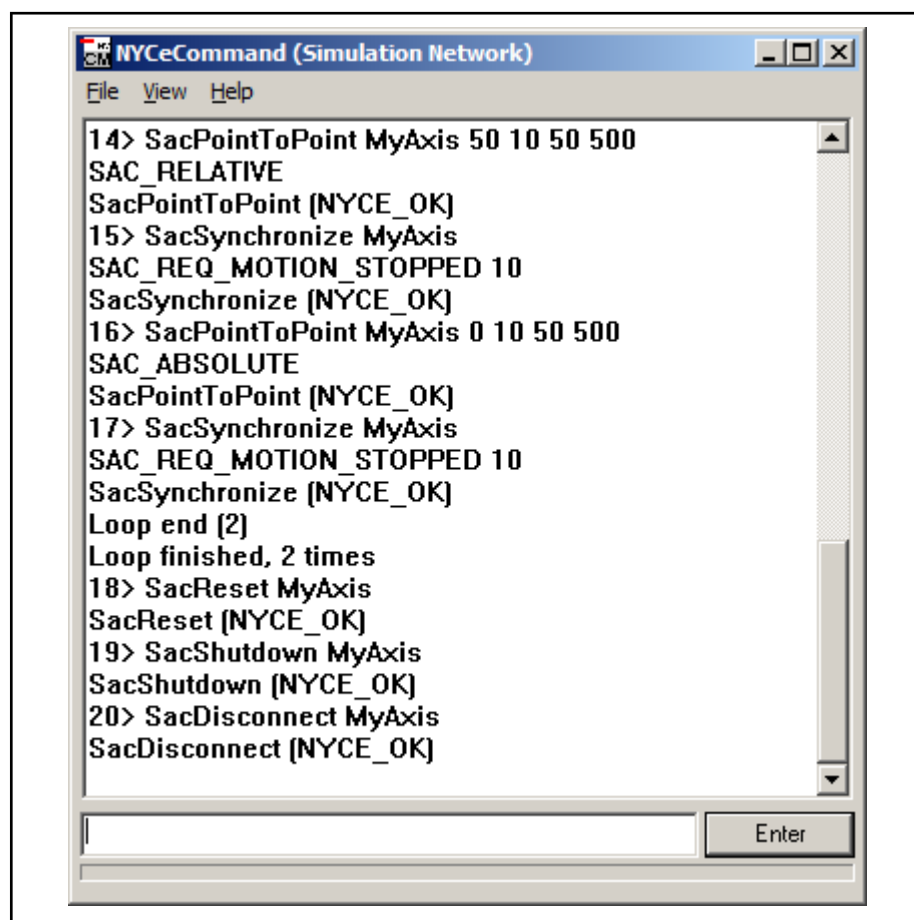 NYCeCommand (Simulation Network)
File View Help
14> SacPointToPoint MyAxis 50 10 50 500
SAC_RELATIVE
SacPointToPoint (NYCE_OK)
15> SacSynchronize MyAxis
SAC_REQ_MOTION_STOPPED 10
SacSynchronize (NYCE_OK)
16> SacPointToPoint MyAxis 0 10 50 500
SAC_ABSOLUTE
SacPointToPoint (NYCE_OK)
17> SacSynchronize MyAxis
SAC_REQ_MOTION_STOPPED 10
SacSynchronize (NYCE_OK)
Loop end (2)
Loop finished, 2 times
18> SacReset MyAxis
SacReset (NYCE_OK)
19> SacShutdown MyAxis
SacShutdown (NYCE_OK)
20> SacDisconnect MyAxis
SacDisconnect (NYCE_OK)
Enter